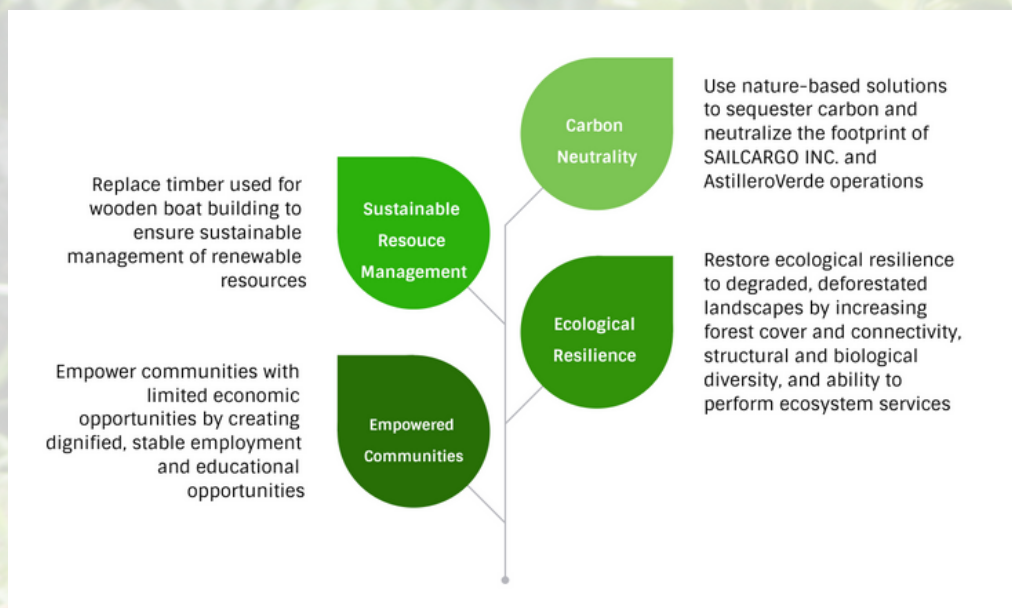 Carbon
Neutrality
Use nature-based solutions
to sequester carbon and
neutralize the footprint of
SAILCARGO INC. and
AstilleroVerde operations
Replace timber used for
wooden boat building to
ensure sustainable
management of renewable
resources
Sustainable
Resouce
Management
Ecological
Resilience
Restore ecological resilience
to degraded, deforestated
landscapes by increasing
forest cover and connectivity,
structural and biological
diversity, and ability to
perform ecosystem services
Empower communities with
limited economic
opportunities by creating
dignified, stable employment
and educational
opportunities
Empowered
Communities